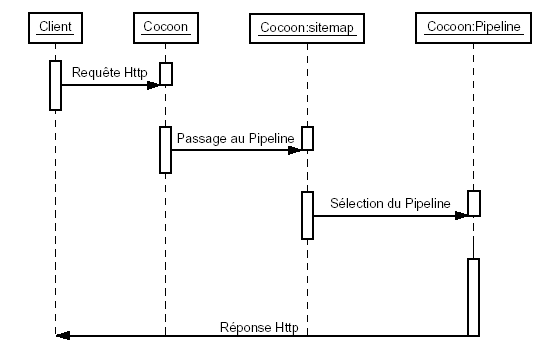 Client
Cocoon
Cocoon:sitemap
Cocoon:Pipeline
Requête Http
Passage au Pipeline
Sélection du Pipeline
Réponse Http